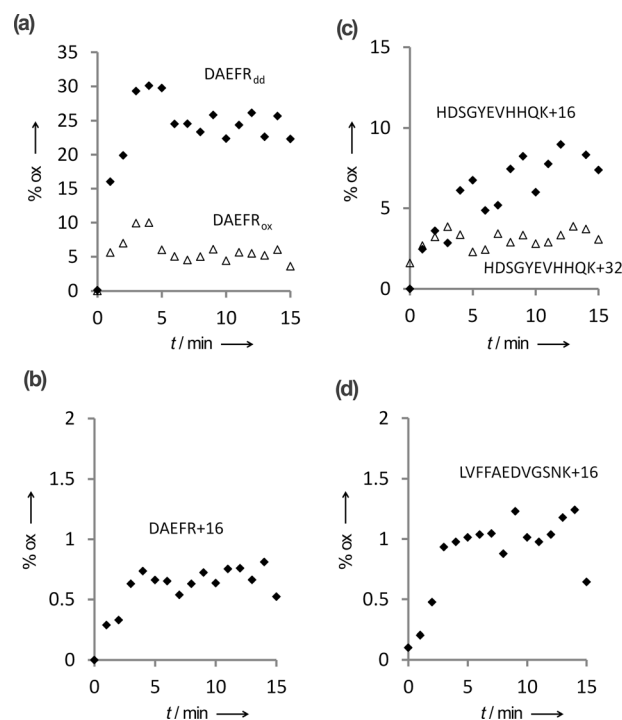 (a)
35
30
25
20
15
10
5
0
0 5 10 15
% ox
t / min
DAEFRdd
DAEFRox
(c)
15
10
5
0
0 5 10 15
% ox
t / min
HDSGYEVHHQK+16
HDSGYEVHHQK+32
(b)
2
1.5
1
0.5
0
0 5 10 15
% ox
t / min
DAEFR+16
(d)
2
1.5
1
0.5
0
0 5 10 15
% ox
t / min
LVFFAEDVGSNK+16